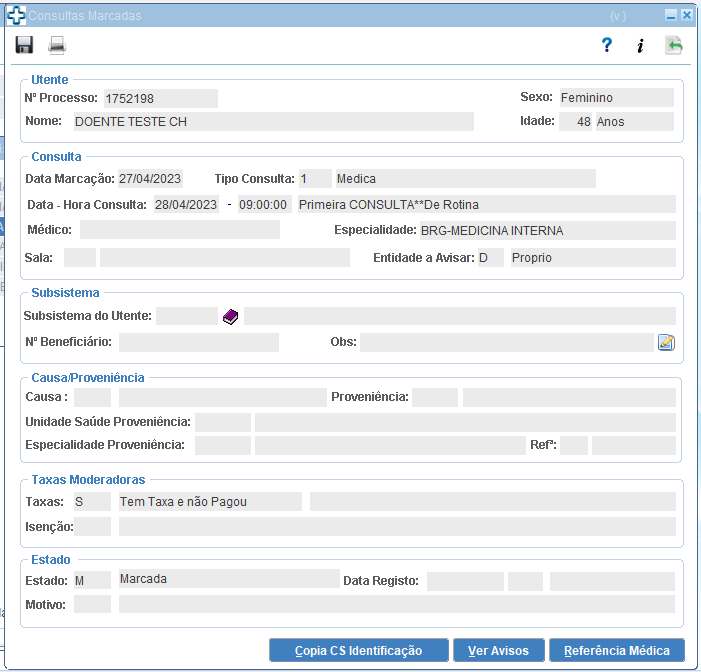 Consultas Marcadas (v )
? i
Utente
Nº Processo: 1752198 Sexo: Feminino
Nome: DOENTE TESTE CH Idade: 48 Anos
Consulta
Data Marcação: 27/04/2023 Tipo Consulta: 1 Medica
Data - Hora Consulta: 28/04/2023 - 09:00:00 Primeira CONSULTA**De Rotina
Médico: Especialidade: BRG-MEDICINA INTERNA
Sala: Entidade a Avisar: D Proprio
Subsistema
Subsistema do Utente:
Nº Beneficiário: Obs:
Causa/Proveniência
Causa : Proveniência:
Unidade Saúde Proveniência:
Especialidade Proveniência: Refª:
Taxas Moderadoras
Taxas: S Tem Taxa e não Pagou
Isenção:
Estado
Estado: M Marcada Data Registo:
Motivo:
Copia CS Identificação Ver Avisos Referência Médica